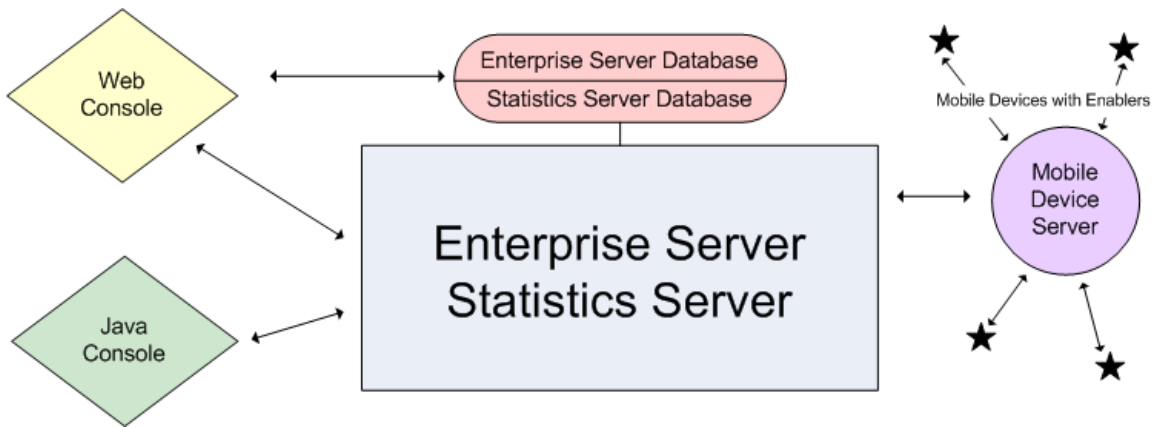 Web
Console
Enterprise Server Database
Statistics Server Database
Mobile Devices with Enablers
Mobile
Device
Server
Enterprise Server
Statistics Server
Java
Console